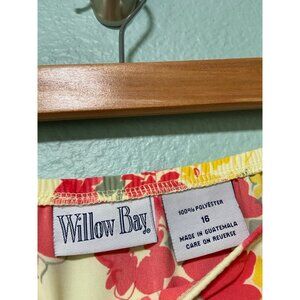 Willow Bay.
100% POLYESTER
16
MADE IN GUATEMALA
CARE ON REVERSE